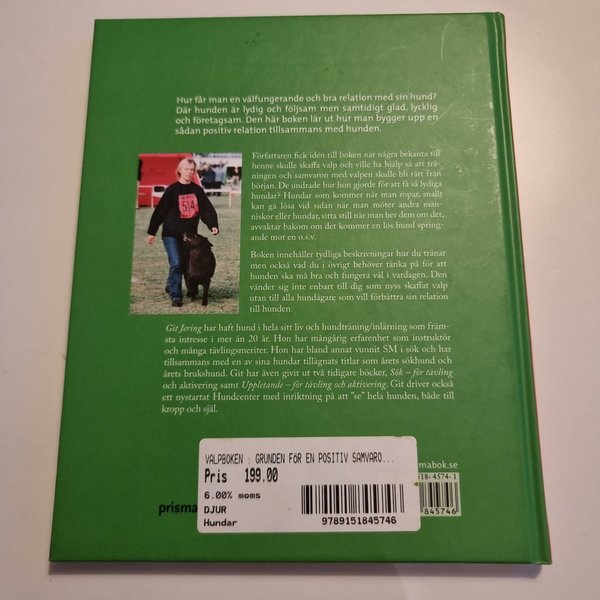 Hur får man en välfungerande och bra relation med sin hund?
Där hunden är lydig och följsam men samtidigt glad, lycklig
och företagsam. Den här boken lär ut hur man bygger upp en
sådan positiv relation tillsammans med hunden.
Författaren fick idén till boken när några bekanta till
henne skulle skaffa valp och ville ha hjälp så att trä-
ningen och samvaron med valpen skulle bli rätt från
början. De undrade hur hon gjorde för att få så lydiga
hundar? Hundar som kommer när man ropar, snällt
kan gå lösa vid sidan när man möter andra män-
niskor eller hundar, sitta still när man ber dem om det,
avvaktar bakom om det kommer en lös hund spring-
ande mot en o.s.v.
Boken innehåller tydliga beskrivningar hur du tränar
men också vad du i övrigt behöver tänka på för att
hunden ska må bra och fungera väl i vardagen. Den
vänder sig inte enbart till dig som nyss skaffat valp
utan till alla hundägare som vill förbättra sin relation
till hunden.
Git Jering har haft hund i hela sitt liv och hundträning/inlärning som främ-
sta intresse i mer än 20 år. Hon har mångårig erfarenhet som instruktör
och många tävlingsmeriter. Hon har bland annat vunnit SM i sök och har
tillsammans med en av sina hundar tillägnats titlar som årets sökhund och
årets brukshund. Git har även givit ut två tidigare böcker, Sök – för tävling
och aktivering samt Uppletande – för tävling och aktivering. Git driver också
ett nystartat Hundcenter med inriktning på att "se" hela hunden, både till
kropp och själ.
VALPBOKEN : GRUNDEN FÖR EN POSITIV SAMVARO...
Pris 199.00
6.00% moms
DJUR
Hundar
9789151845746
prisma
mabok.se
18-4574-1
845746